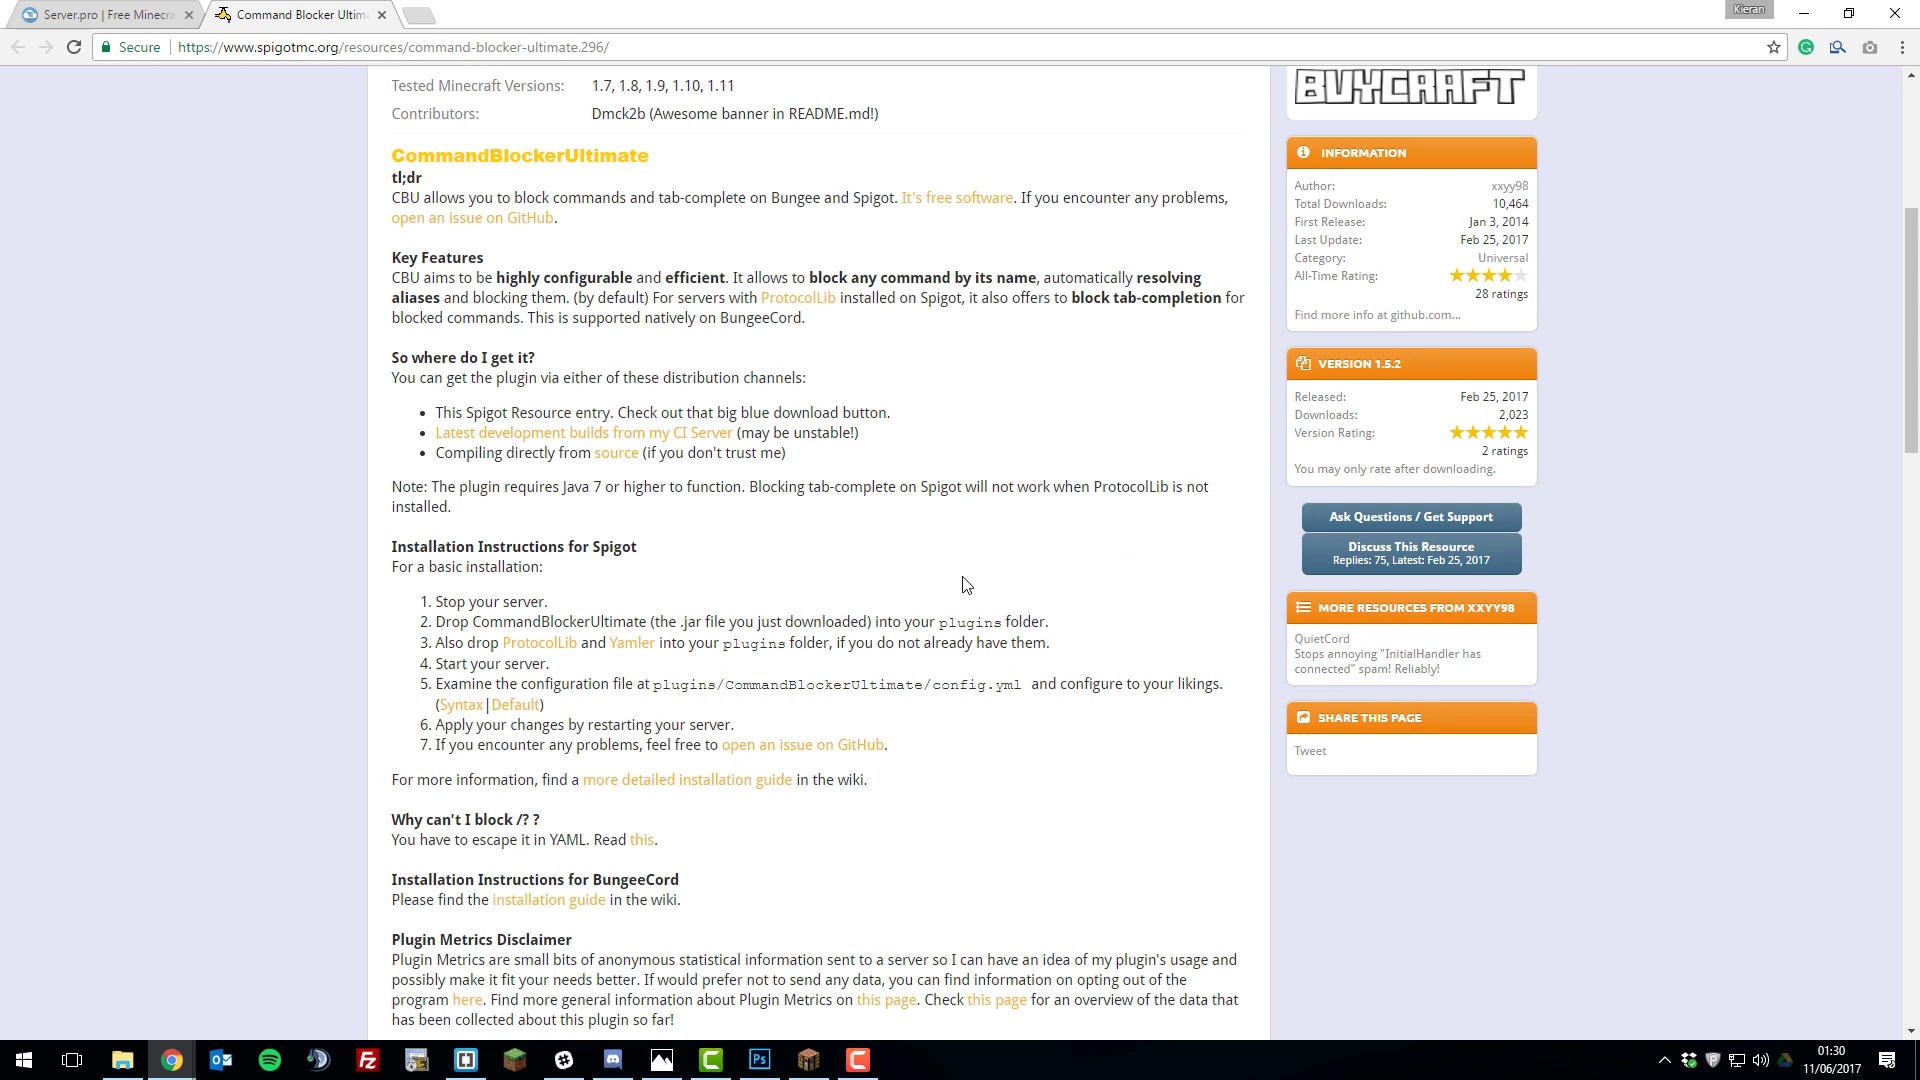 Server.pro | Free Minecra
Command Blocker Ultim
Kieran
Secure
https://www.spigotmc.org/resources/command-blocker-ultimate.296/
Tested Minecraft Versions: 1.7, 1.8, 1.9, 1.10, 1.11
Contributors: Dmck2b (Awesome banner in README.md!)
CommandBlockerUltimate
tl;dr
CBU allows you to block commands and tab-complete on Bungee and Spigot. It's free software. If you encounter any problems,
open an issue on GitHub.
Key Features
CBU aims to be highly configurable and efficient. It allows to block any command by its name, automatically resolving
aliases and blocking them. (by default) For servers with ProtocolLib installed on Spigot, it also offers to block tab-completion for
blocked commands. This is supported natively on BungeeCord.
So where do I get it?
You can get the plugin via either of these distribution channels:
• This Spigot Resource entry. Check out that big blue download button.
• Latest development builds from my CI Server (may be unstable!)
• Compiling directly from source (if you don't trust me)
Note: The plugin requires Java 7 or higher to function. Blocking tab-complete on Spigot will not work when ProtocolLib is not
installed.
Installation Instructions for Spigot
For a basic installation:
1. Stop your server.
2. Drop CommandBlockerUltimate (the .jar file you just downloaded) into your plugins folder.
3. Also drop ProtocolLib and Yamler into your plugins folder, if you do not already have them.
4. Start your server.
5. Examine the configuration file at plugins/CommandBlockerUltimate/config.yml and configure to your likings.
(Syntax|Default)
6. Apply your changes by restarting your server.
7. If you encounter any problems, feel free to open an issue on GitHub.
For more information, find a more detailed installation guide in the wiki.
Why can't I block /? ?
You have to escape it in YAML. Read this.
Installation Instructions for BungeeCord
Please find the installation guide in the wiki.
Plugin Metrics Disclaimer
Plugin Metrics are small bits of anonymous statistical information sent to a server so I can have an idea of my plugin's usage and
possibly make it fit your needs better. If would prefer not to send any data, you can find information on opting out of the
program here. Find more general information about Plugin Metrics on this page. Check this page for an overview of the data that
has been collected about this plugin so far!
BUYCRAFT
INFORMATION
Author: xxyy98
Total Downloads: 10,464
First Release: Jan 3, 2014
Last Update: Feb 25, 2017
Category: Universal
All-Time Rating:
28 ratings
Find more info at github.com...
VERSION 1.5.2
Released: Feb 25, 2017
Downloads: 2,023
Version Rating:
2 ratings
You may only rate after downloading.
Ask Questions / Get Support
Discuss This Resource
Replies: 75, Latest: Feb 25, 2017
MORE RESOURCES FROM XXYY98
QuietCord
Stops annoying "InitialHandler has
connected" spam! Reliably!
SHARE THIS PAGE
Tweet
01:30
11/06/2017